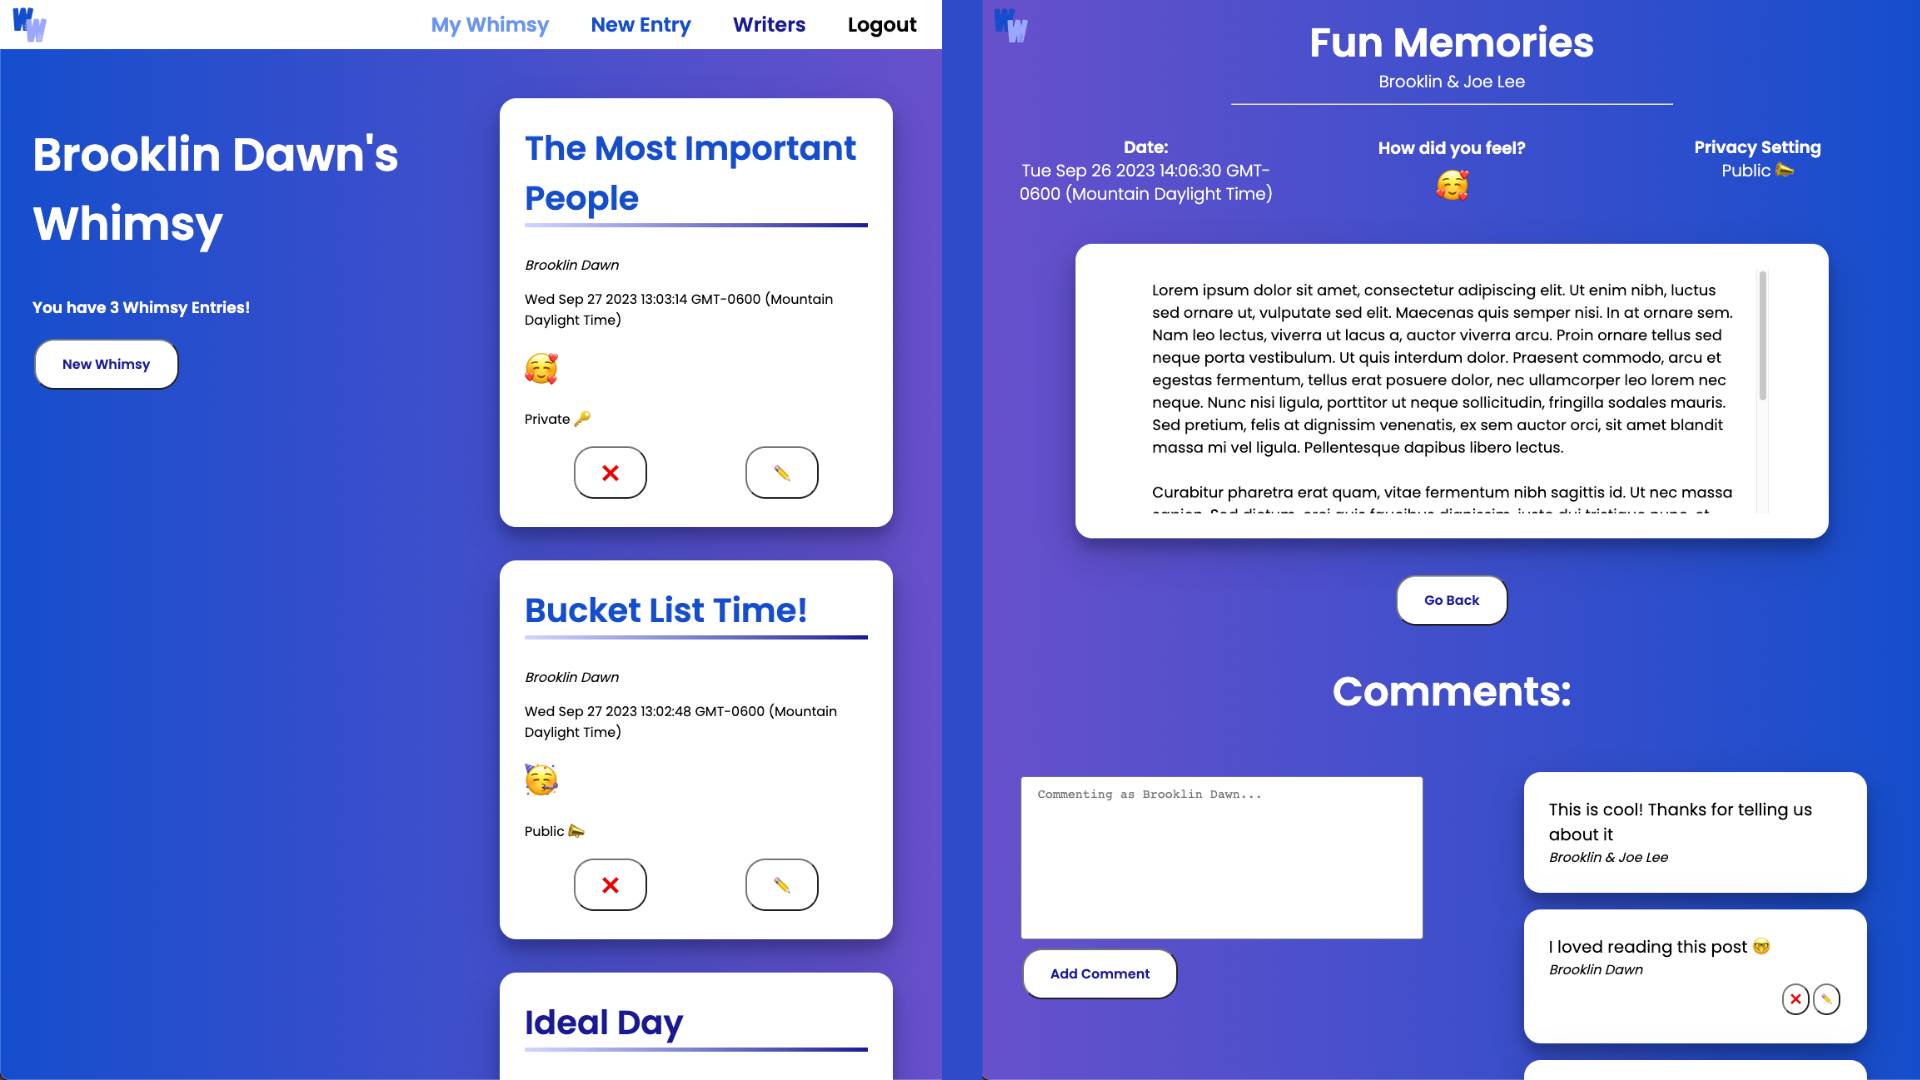 WW
My Whimsy
New Entry
Writers
Logout
Brooklin Dawn's
Whimsy
You have 3 Whimsy Entries!
New Whimsy
The Most Important
People
Brooklin Dawn
Wed Sep 27 2023 13:03:14 GMT-0600 (Mountain
Daylight Time)
Private
Bucket List Time!
Brooklin Dawn
Wed Sep 27 2023 13:02:48 GMT-0600 (Mountain
Daylight Time)
Public
Ideal Day
WW
Fun Memories
Brooklin & Joe Lee
Date:
Tue Sep 26 2023 14:06:30 GMT-
0600 (Mountain Daylight Time)
How did you feel?
Privacy Setting
Public
Lorem ipsum dolor sit amet, consectetur adipiscing elit. Ut enim nibh, luctus
sed ornare ut, vulputate sed elit. Maecenas quis semper nisi. In at ornare sem.
Nam leo lectus, viverra ut lacus a, auctor viverra arcu. Proin ornare tellus sed
neque porta vestibulum. Ut quis interdum dolor. Praesent commodo, arcu et
egestas fermentum, tellus erat posuere dolor, nec ullamcorper leo lorem nec
neque. Nunc nisi ligula, porttitor ut neque sollicitudin, fringilla sodales mauris.
Sed pretium, felis at dignissim venenatis, ex sem auctor orci, sit amet blandit
massa mi vel ligula. Pellentesque dapibus libero lectus.
Curabitur pharetra erat quam, vitae fermentum nibh sagittis id. Ut nec massa
Go Back
Comments:
Commenting as Brooklin Dawn...
Add Comment
This is cool! Thanks for telling us
about it
Brooklin & Joe Lee
I loved reading this post
Brooklin Dawn